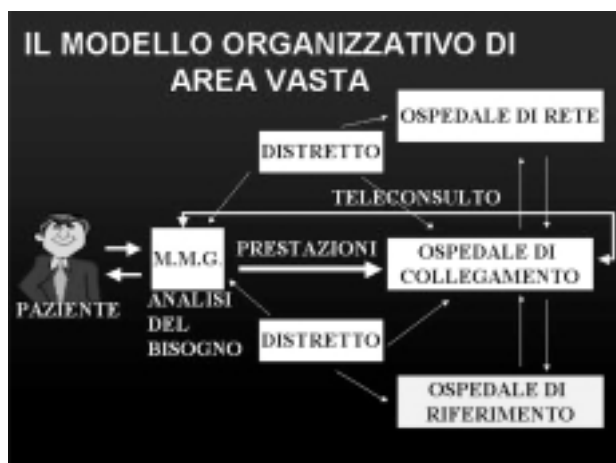 IL MODELLO ORGANIZZATIVO DI
AREA VASTA
OSPEDALE DI RETE
DISTRETTO
TELECONSULTO
M.M.G.
PRESTAZIONI
OSPEDALE DI
COLLEGAMENTO
PAZIENTE
ANALISI
DEL
BISOGNO
DISTRETTO
OSPEDALE DI
RIFERIMENTO